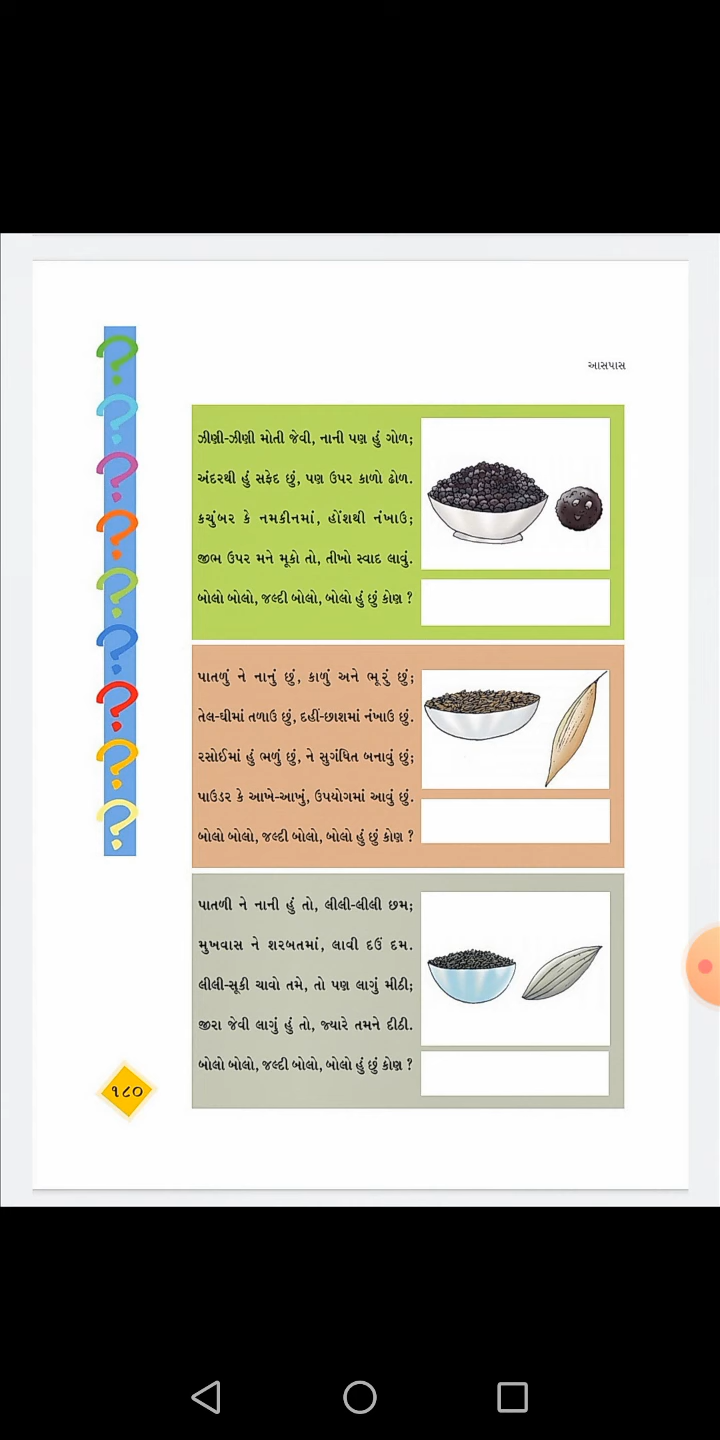 આસપાસ
ઝીણી-ઝીણી મોતી જેવી, નાની પણ હું ગોળ;
અંદરથી હું સફેદ છું, પણ ઉપર કાળો ઢોળ.
કચુંબર કે નમકીનમાં, હોંશથી નંખાઉ;
જીભ ઉપર મને મૂકો તો, તીખો સ્વાદ લાવું.
બોલો બોલો, જલ્દી બોલો, બોલો હું છું કોણ ?
પાતળું ને નાનું છું, કાળું અને ભૂરું છું;
તેલ-ઘીમાં તળાઉ છું, દહીં-છાશમાં નંખાઉ છું.
રસોઈમાં હું ભળું છું, ને સુગંધિત બનાવું છું;
પાઉડર કે આખે-આખું, ઉપયોગમાં આવું છું.
બોલો બોલો, જલ્દી બોલો, બોલો હું છું કોણ ?
પાતળી ને નાની હું તો, લીલી-લીલી છમ;
મુખવાસ ને શરબતમાં, લાવી દઉં દમ.
લીલી-સૂકી ચાવો તમે, તો પણ લાગું મીઠી;
જીરા જેવી લાગું હું તો, જ્યારે તમને દીઠી.
બોલો બોલો, જલ્દી બોલો, બોલો હું છું કોણ ?
૧૮૦